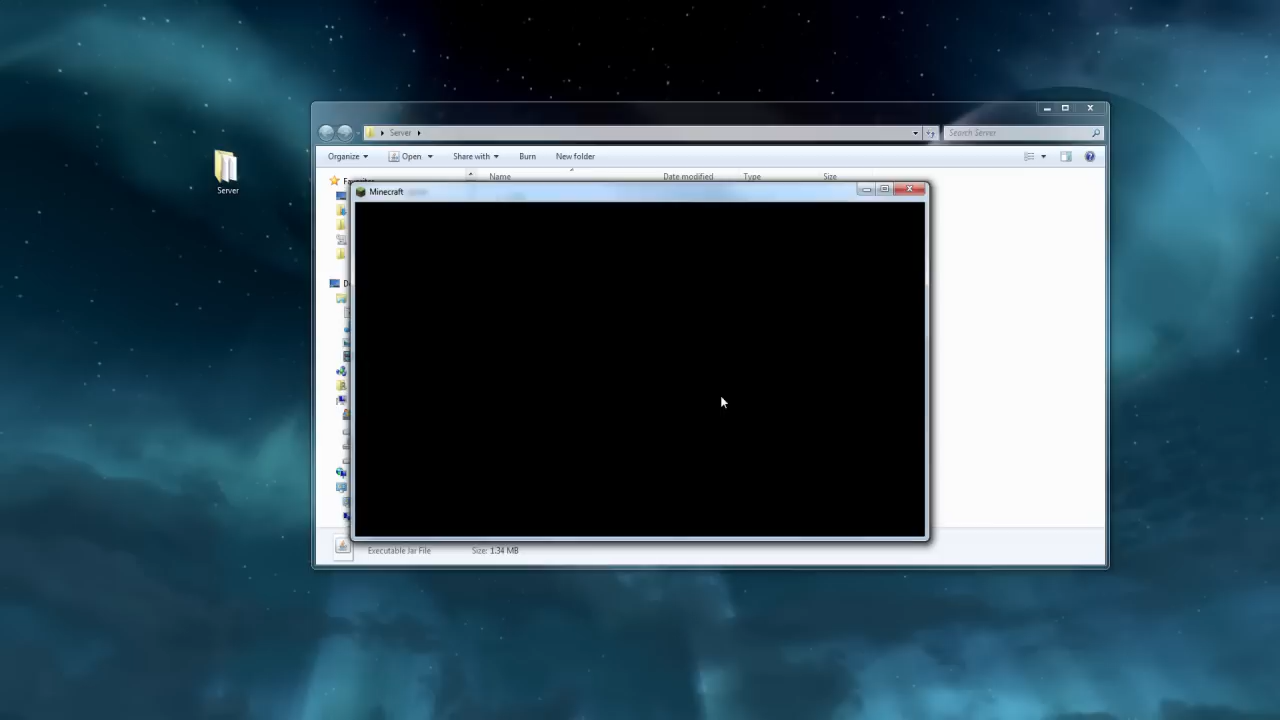 Server
Search Server
Organize
Open
Share with
Burn
New folder
Server
Name
Date modified
Type
Size
Minecraft
Executable Jar File
Size: 1.34 MB